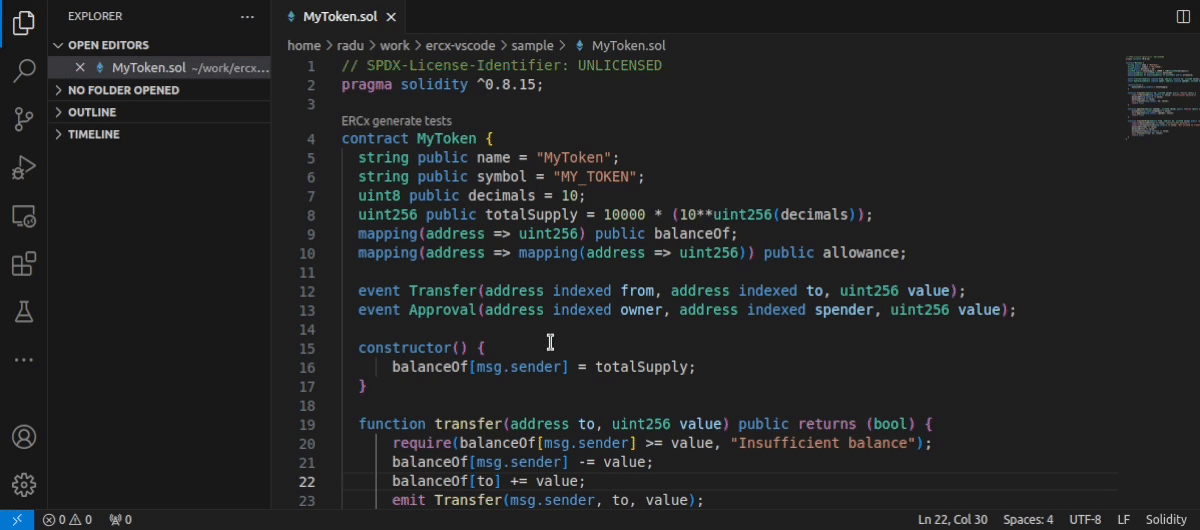 EXPLORER
OPEN EDITORS
MyToken.sol ~/work/ercx...
NO FOLDER OPENED
OUTLINE
TIMELINE
MyToken.sol
home > radu > work > ercx-vscode > sample > MyToken.sol
1 // SPDX-License-Identifier: UNLICENSED
2 pragma solidity ^0.8.15;
3
ERCx generate tests
4 contract MyToken {
5 string public name = "MyToken";
6 string public symbol = "MY_TOKEN";
7 uint8 public decimals = 10;
8 uint256 public totalSupply = 10000 * (10**uint256(decimals));
9 mapping(address => uint256) public balanceOf;
10 mapping(address => mapping(address => uint256)) public allowance;
11
12 event Transfer(address indexed from, address indexed to, uint256 value);
13 event Approval(address indexed owner, address indexed spender, uint256 value);
14
15 constructor() {
16 balanceOf[msg.sender] = totalSupply;
17 }
18
19 function transfer(address to, uint256 value) public returns (bool) {
20 require(balanceOf[msg.sender] >= value, "Insufficient balance");
21 balanceOf[msg.sender] -= value;
22 balanceOf[to] += value;
23 emit Transfer(msg.sender, to, value);
0 0 0
Ln 22, Col 30 Spaces: 4 UTF-8 LF Solidity